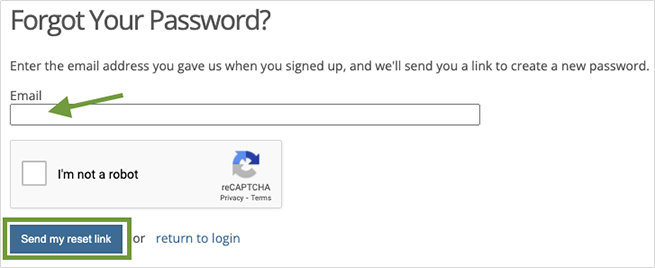 Forgot Your Password?
Enter the email address you gave us when you signed up, and we'll send you a link to create a new password.
Email
I'm not a robot
reCAPTCHA
Privacy - Terms
Send my reset link or return to login